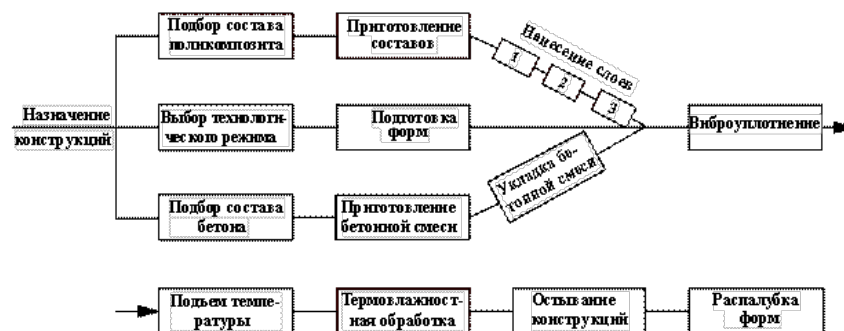 Подбор состава
поликомпозита
Приготовление
составов
Нанесение слоев
1
2
3
Назначение
конструкций
Выбор технологи-
ческого режима
Подготовка
форм
Виброуплотнение
Укладка бе-
тонной смеси
Подбор состава
бетона
Приготовление
бетонной смеси
Подъем темпе-
ратуры
Термовлажност-
ная обработка
Остывание
конструкций
Распалубка
форм